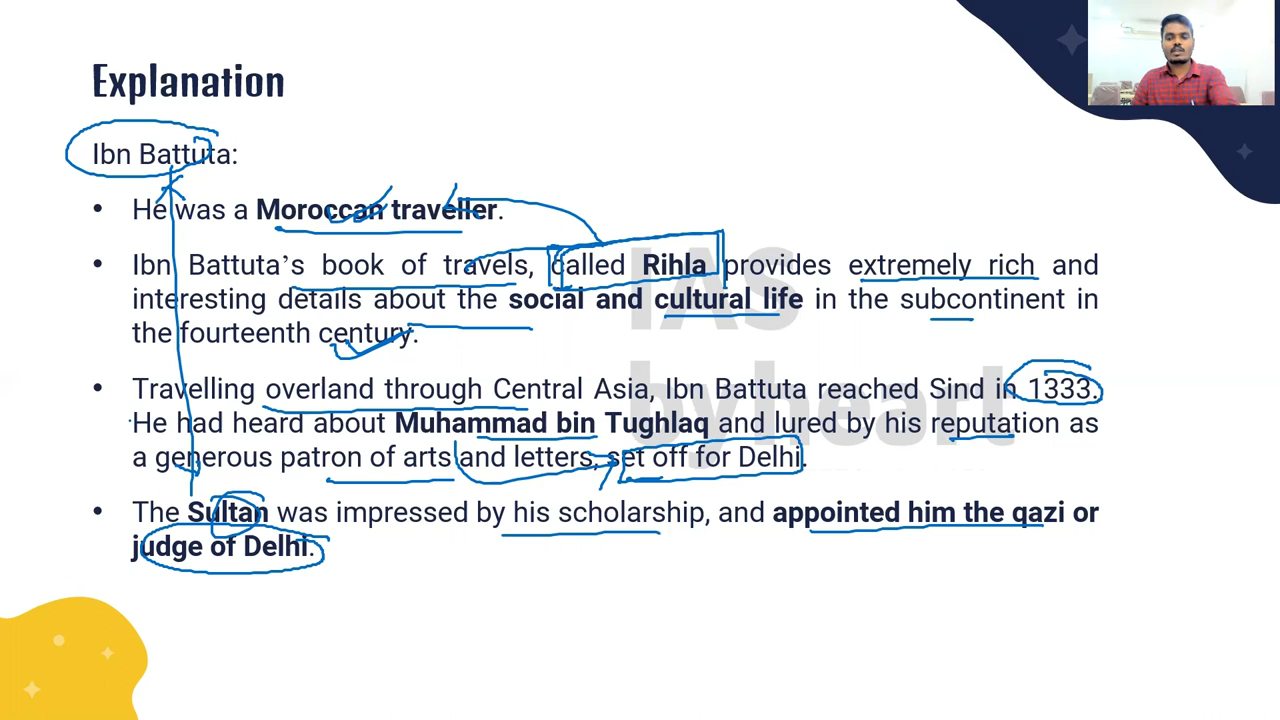 Explanation
Ibn Battuta:
• He was a Moroccan traveller.
• Ibn Battuta’s book of travels, called Rihla provides extremely rich and
interesting details about the social and cultural life in the subcontinent in
the fourteenth century.
• Travelling overland through Central Asia, Ibn Battuta reached Sind in 1333.
He had heard about Muhammad bin Tughlaq and lured by his reputation as
a generous patron of arts and letters, set off for Delhi.
• The Sultan was impressed by his scholarship, and appointed him the qazi or
judge of Delhi.
IAS
byheart